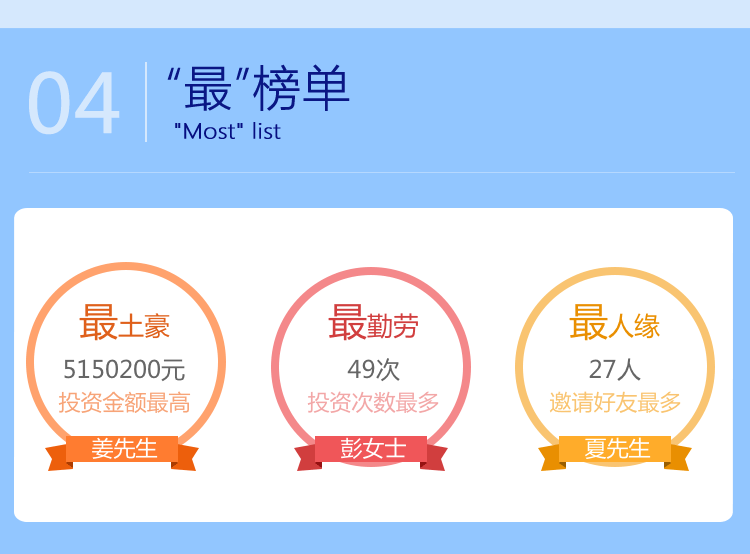 04
“最”榜单
"Most" list
最土豪
5150200元
投资金额最高
姜先生
最勤劳
49次
投资次数最多
彭女士
最人缘
27人
邀请好友最多
夏先生